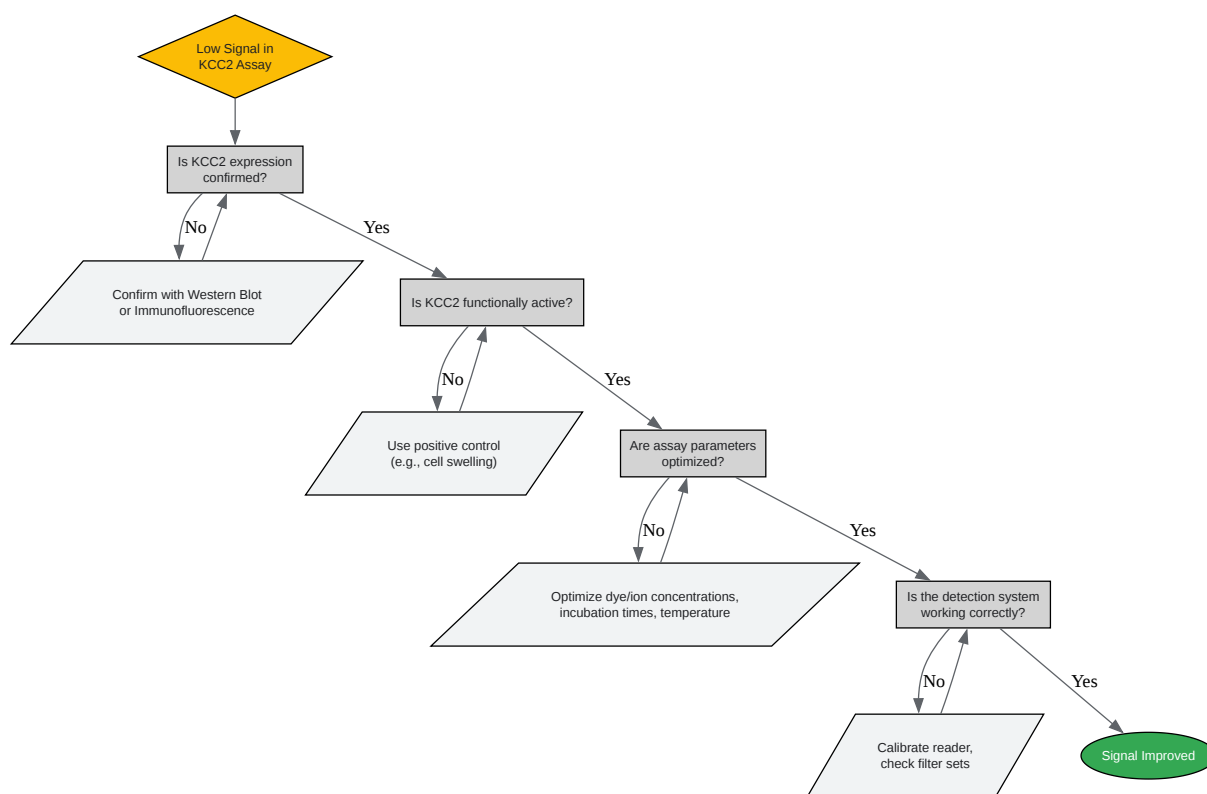 Low Signal in
KCC2 Assay
Is KCC2 expression
confirmed?
No
Yes
Confirm with Western Blot
or Immunofluorescence
Is KCC2 functionally active?
No
Yes
Use positive control
(e.g., cell swelling)
Are assay parameters
optimized?
No
Yes
Optimize dye/ion concentrations,
incubation times, temperature
Is the detection system
working correctly?
No
Yes
Calibrate reader,
check filter sets
Signal Improved